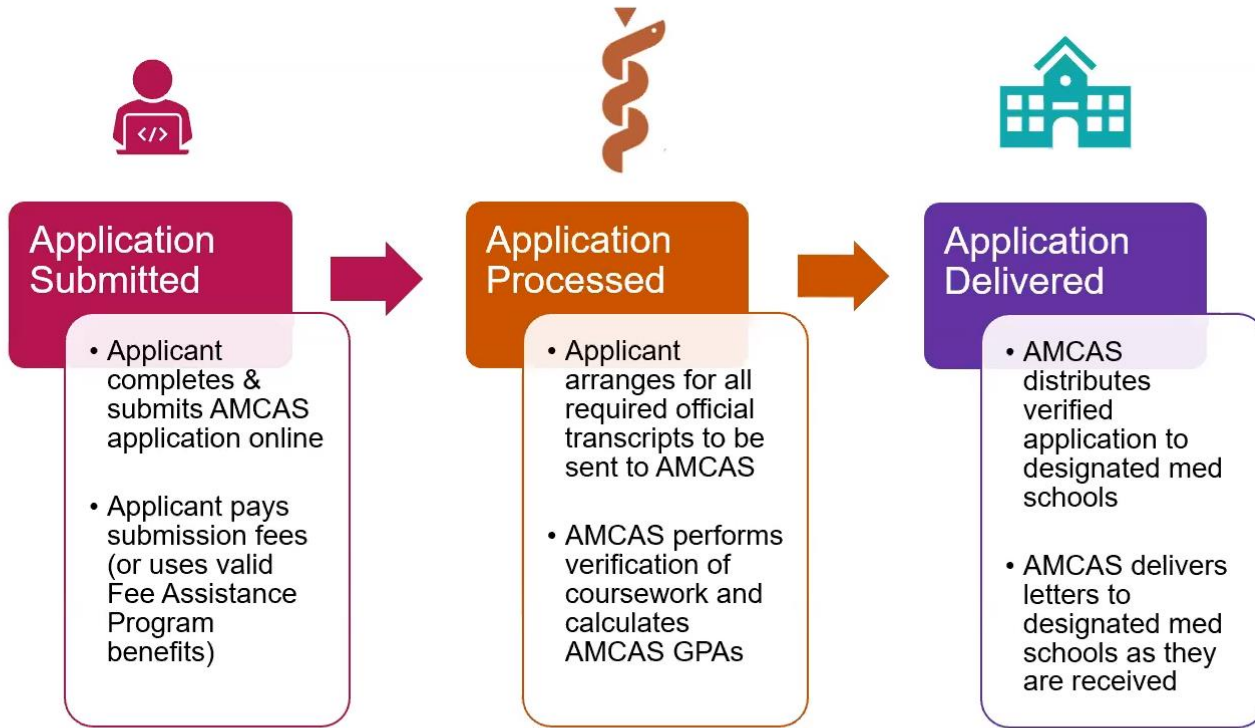 </>
Application
Submitted
• Applicant
completes &
submits AMCAS
application online
• Applicant pays
submission fees
(or uses valid
Fee Assistance
Program
benefits)
Application
Processed
• Applicant
arranges for all
required official
transcripts to be
sent to AMCAS
• AMCAS performs
verification of
coursework and
calculates
AMCAS GPAs
Application
Delivered
• AMCAS
distributes
verified
application to
designated med
schools
• AMCAS delivers
letters to
designated med
schools as they
are received